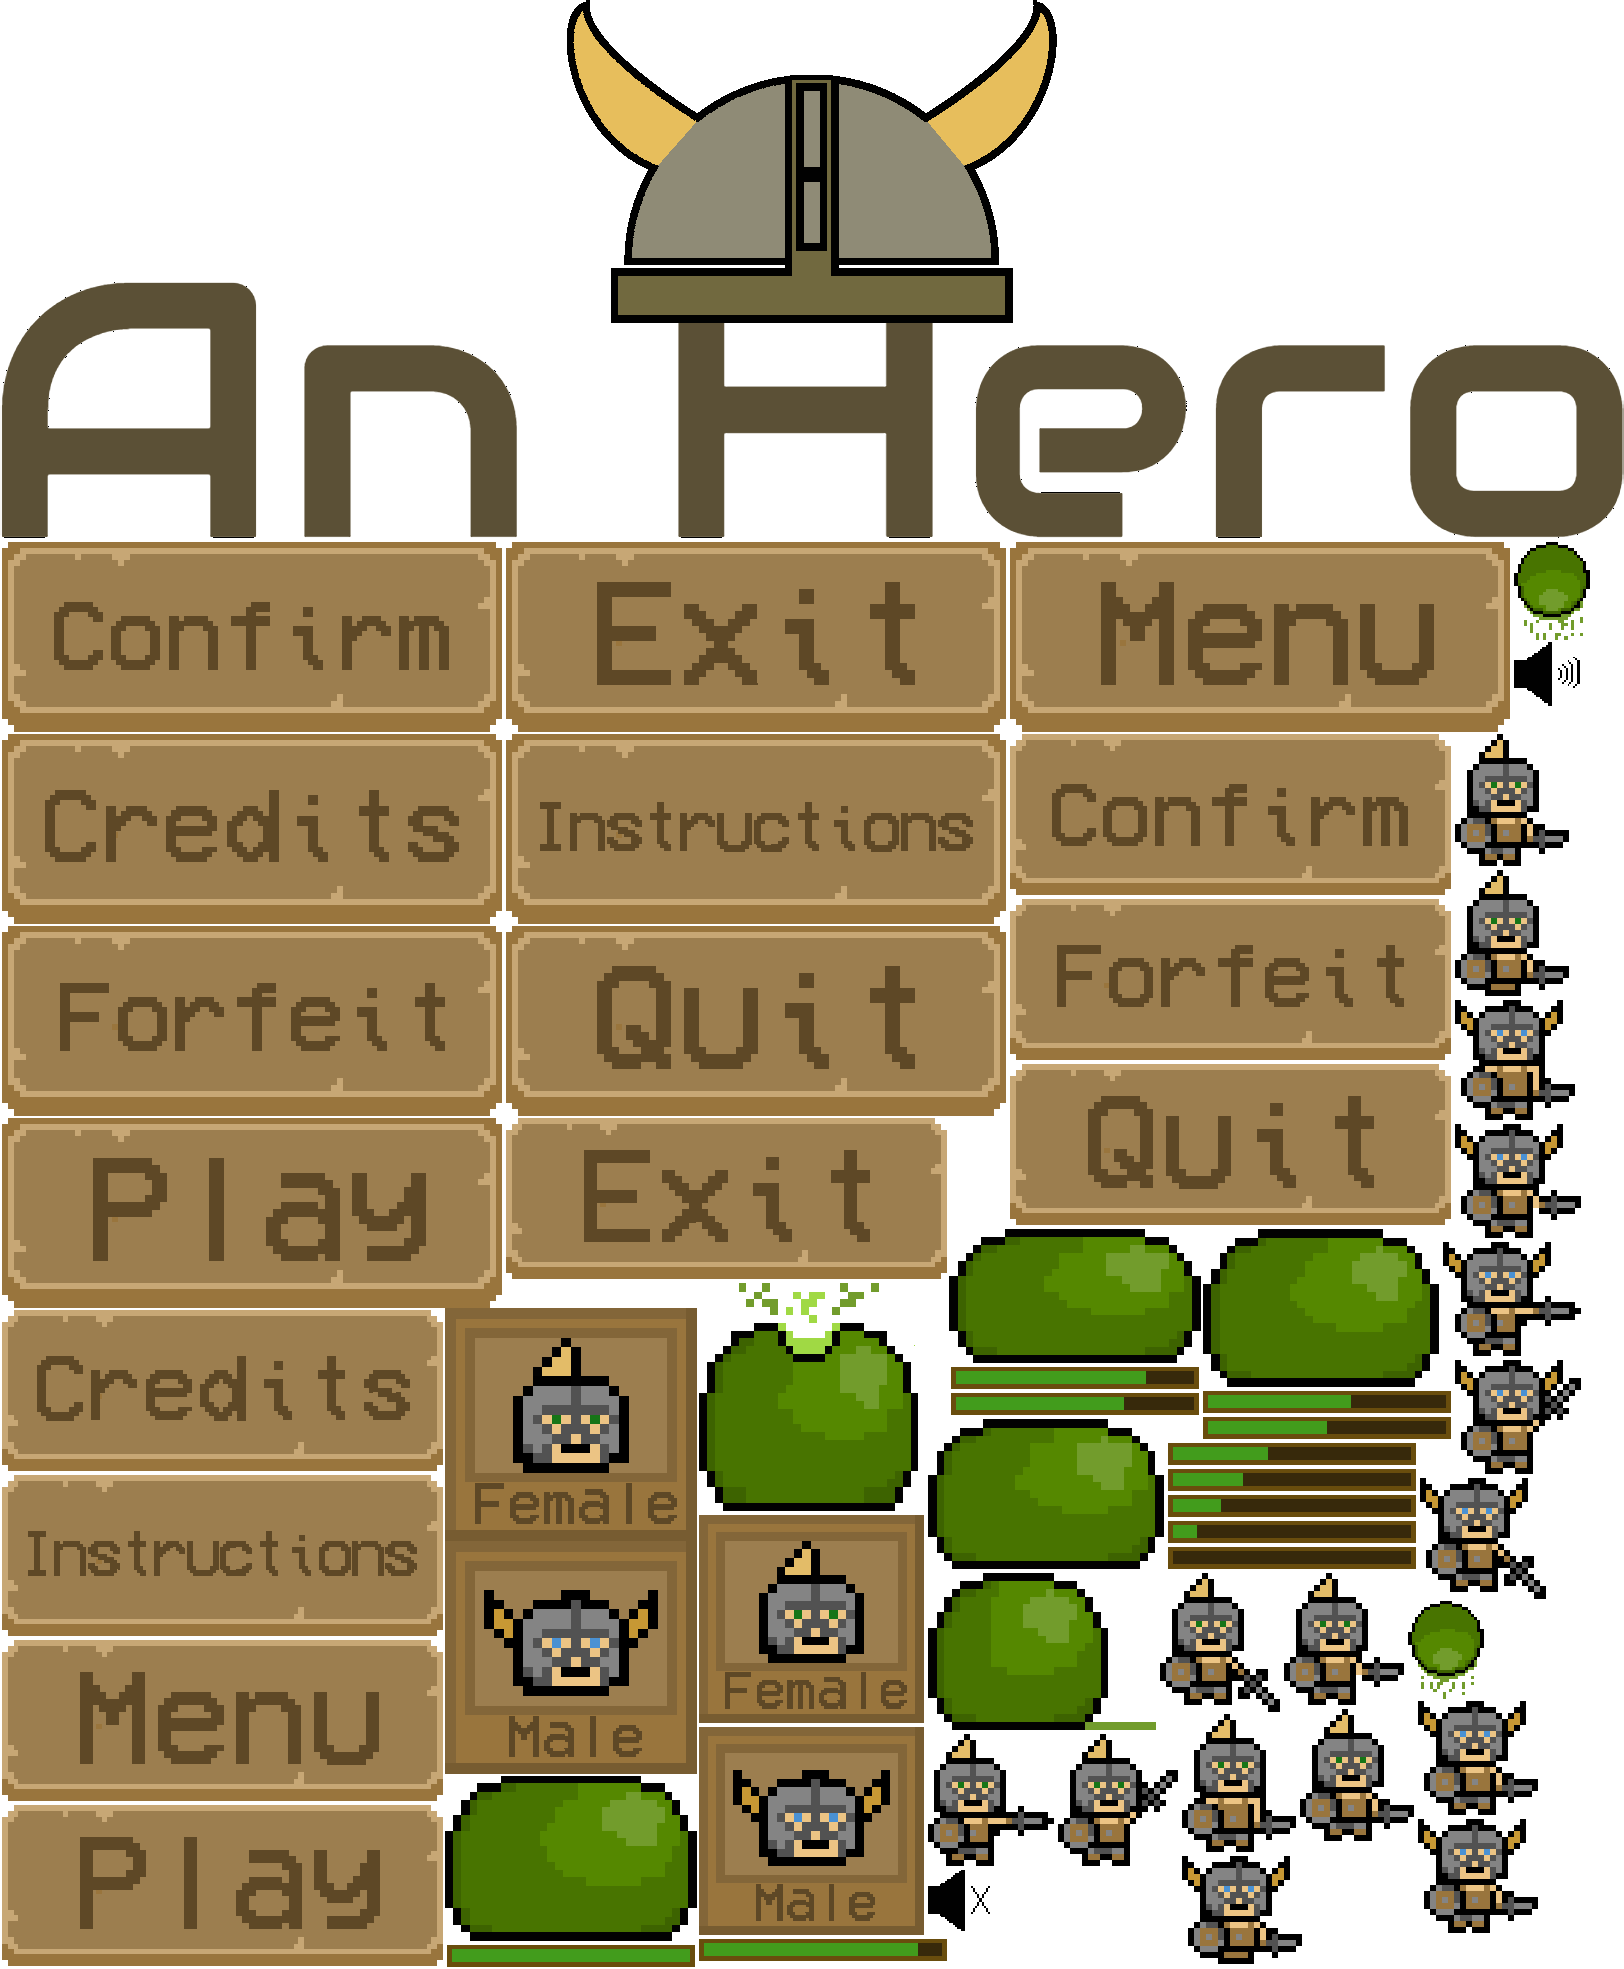 An Hero
Confirm
Exit
Menu
Credits
Instructions
Confirm
Forfeit
Quit
Forfeit
Quit
Play
Exit
Credits
Female
Instructions
Female
Male
Menu
Male
Play
X